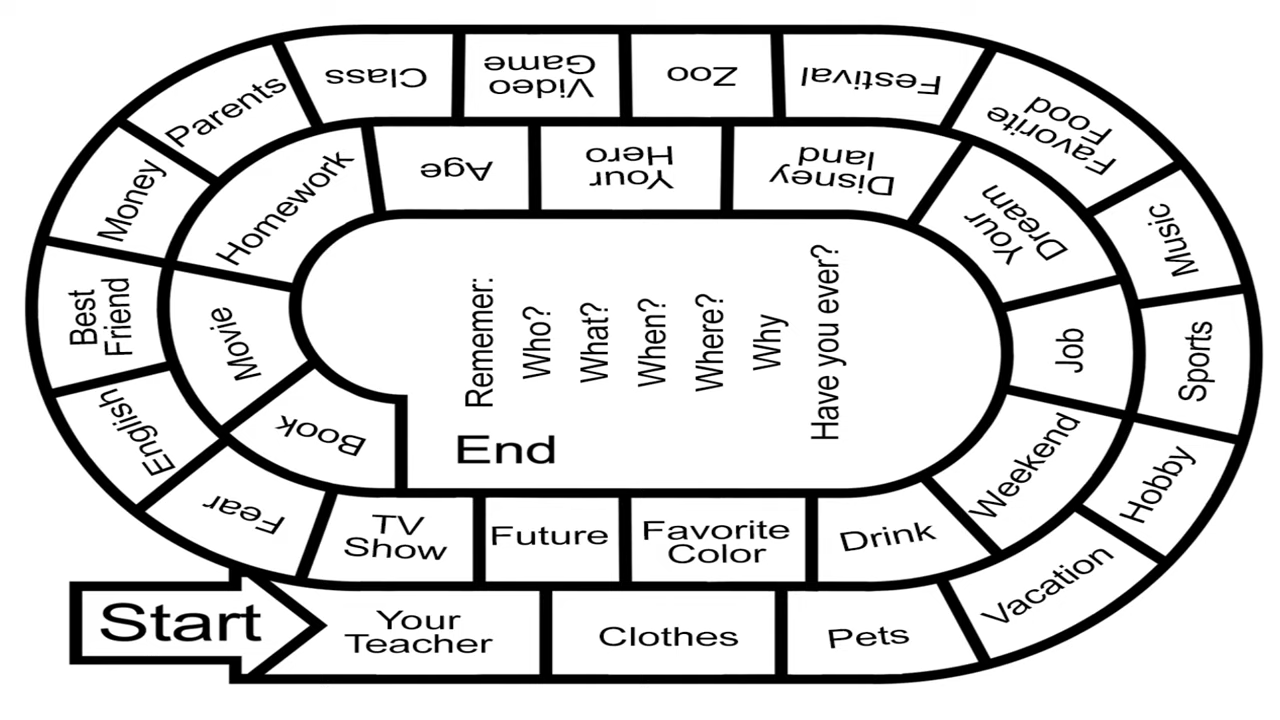 Start
Your
Teacher
Clothes
Pets
Vacation
Hobby
Sports
Music
Favorite
Food
Festival
Zoo
Video
Game
Class
Parents
Money
Best
Friend
English
Fear
TV
Show
Future
Favorite
Color
Drink
Weekend
Job
Your
Dream
Disney
land
Your
Hero
Age
Homework
Movie
Book
End
Rememer:
Who?
What?
When?
Where?
Why
Have you ever?